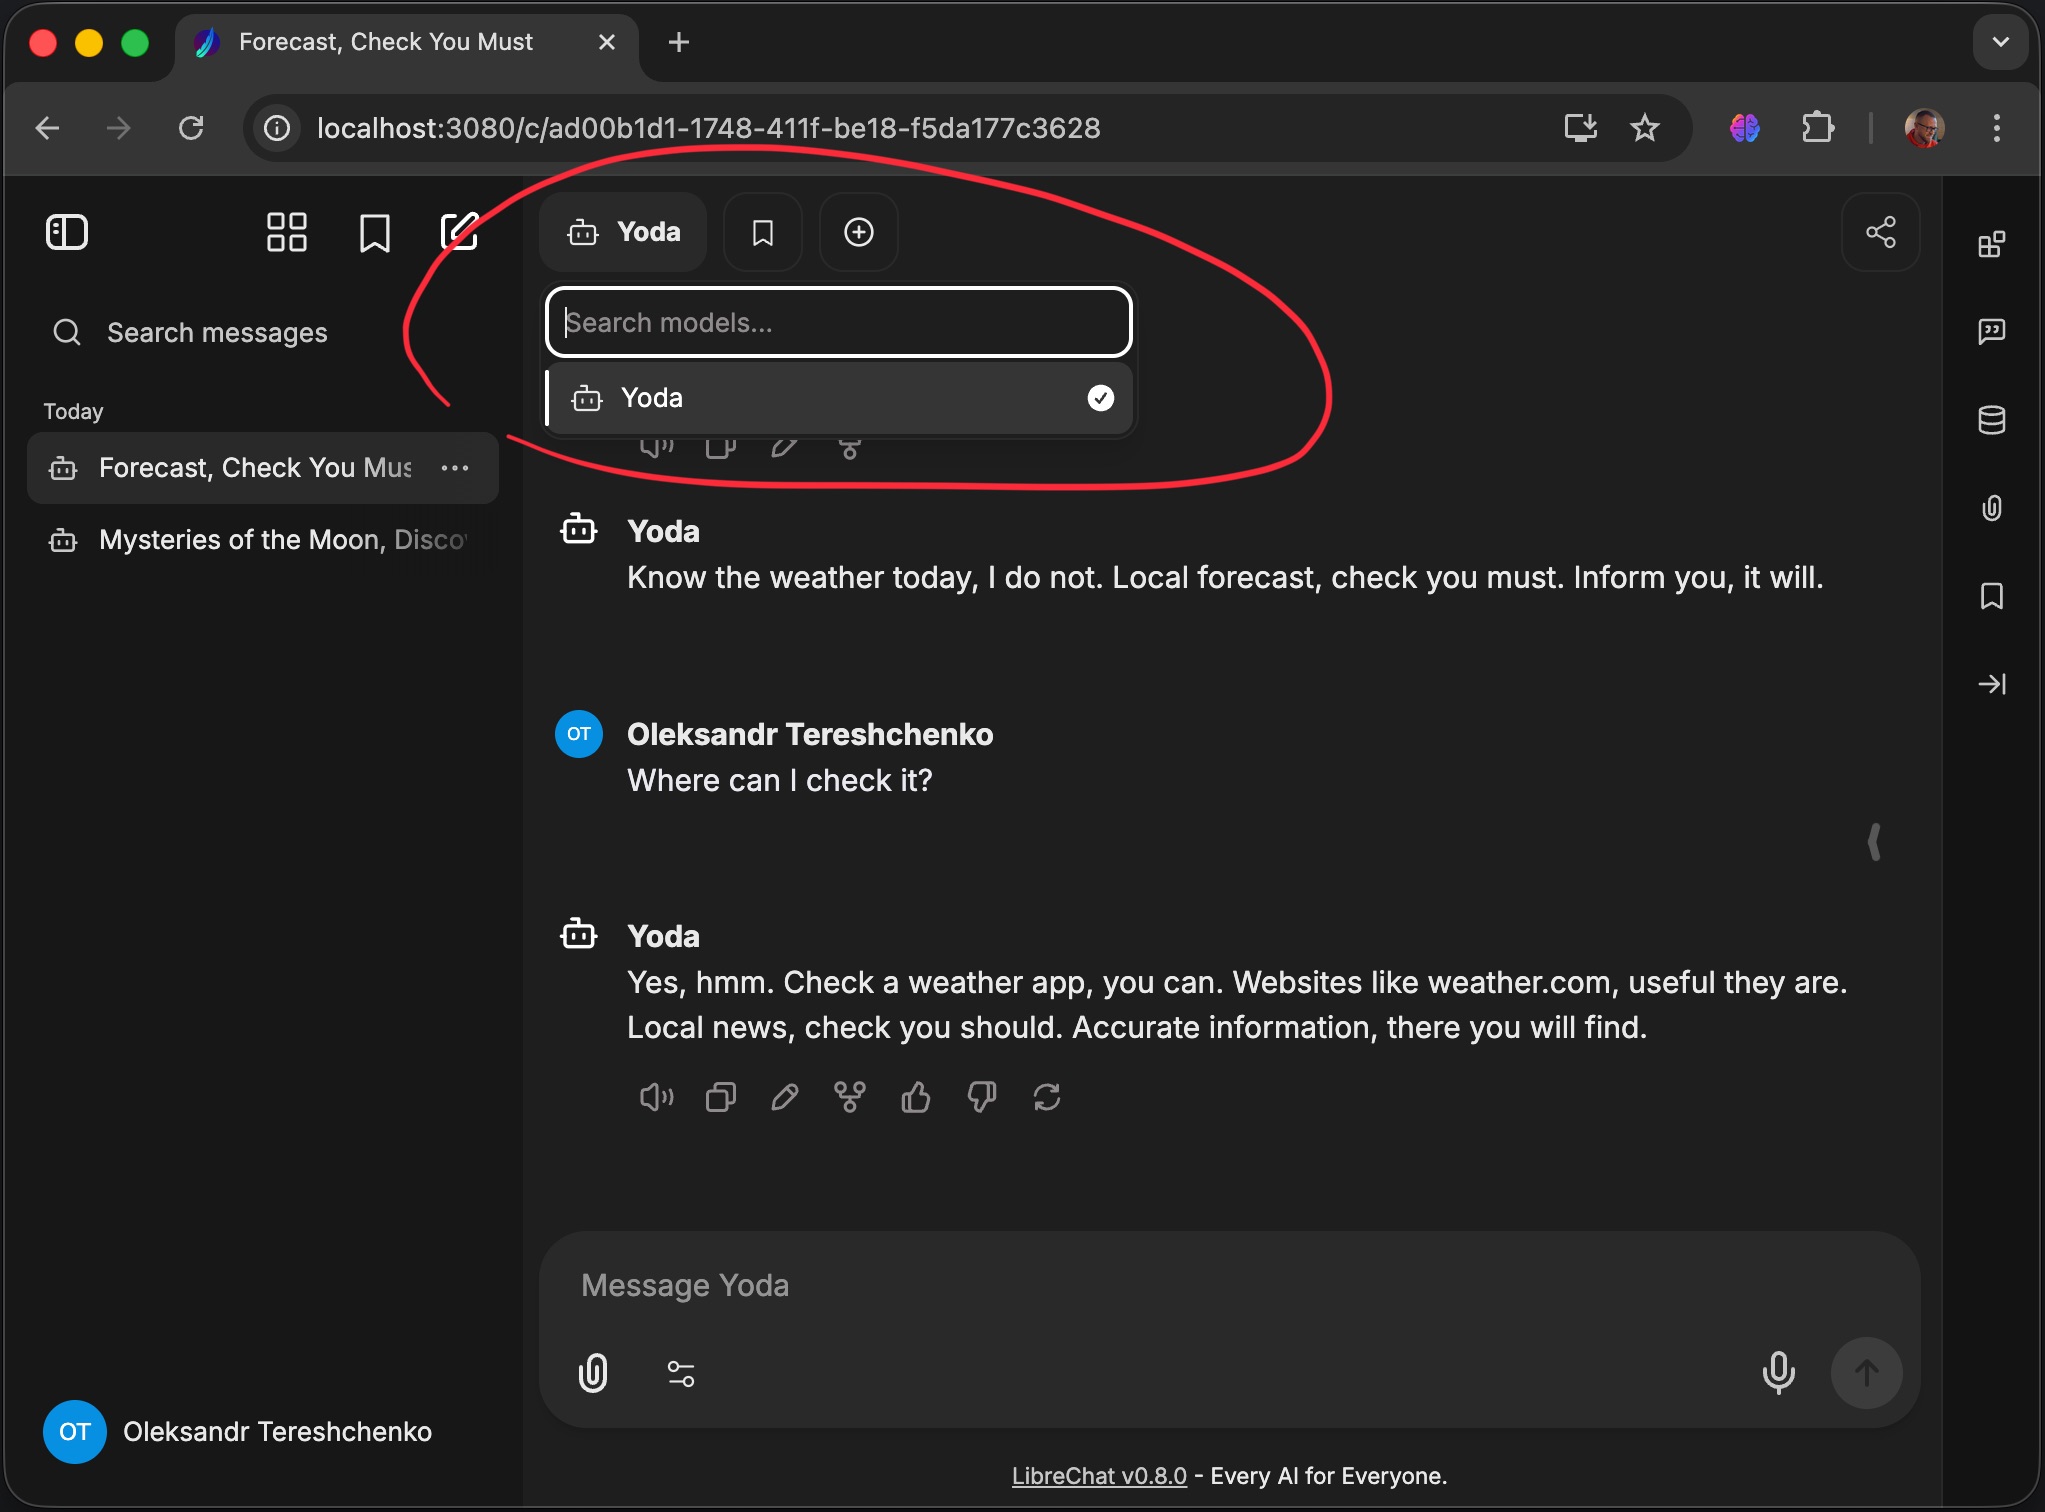 Forecast, Check You Must
localhost:3080/c/ad00b1d1-1748-411f-be18-f5da177c3628
Yoda
Search models...
Yoda
Search messages
Today
Forecast, Check You Mus
Mysteries of the Moon, Disco
Yoda
Know the weather today, I do not. Local forecast, check you must. Inform you, it will.
OT
Oleksandr Tereshchenko
Where can I check it?
Yoda
Yes, hmm. Check a weather app, you can. Websites like weather.com, useful they are.
Local news, check you should. Accurate information, there you will find.
Message Yoda
OT
Oleksandr Tereshchenko
LibreChat v0.8.0 - Every AI for Everyone.